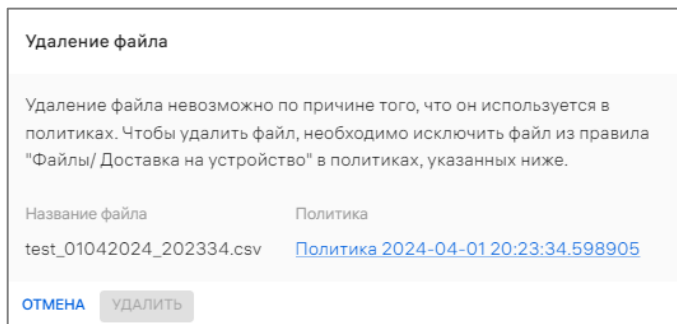 Удаление файла
Удаление файла невозможно по причине того, что он используется в
политиках. Чтобы удалить файл, необходимо исключить файл из правила
"Файлы/ Доставка на устройство" в политиках, указанных ниже.
Название файла Политика
test_01042024_202334.csv Политика 2024-04-01 20:23:34.598905
ОТМЕНА УДАЛИТЬ